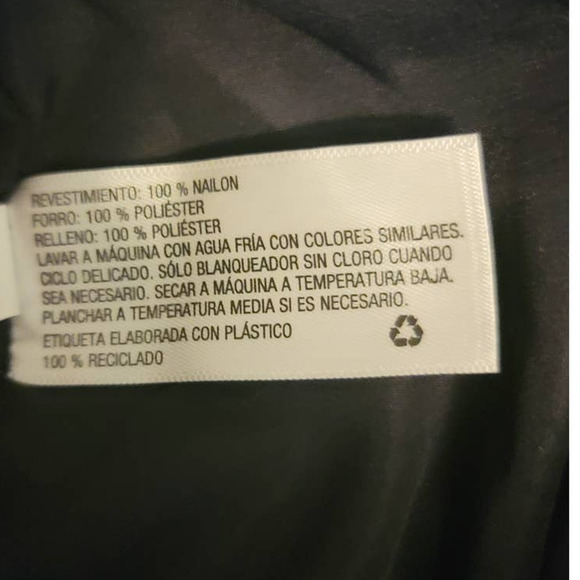 REVESTIMIENTO: 100 % NAILON
FORRO: 100 % POLIÉSTER
RELLENO: 100 % POLIÉSTER
LAVAR A MÁQUINA CON AGUA FRÍA CON COLORES SIMILARES.
CICLO DELICADO. SÓLO BLANQUEADOR SIN CLORO CUANDO
SEA NECESARIO. SECAR A MÁQUINA A TEMPERATURA BAJA.
PLANCHAR A TEMPERATURA MEDIA SI ES NECESARIO.
ETIQUETA ELABORADA CON PLÁSTICO
100 % RECICLADO